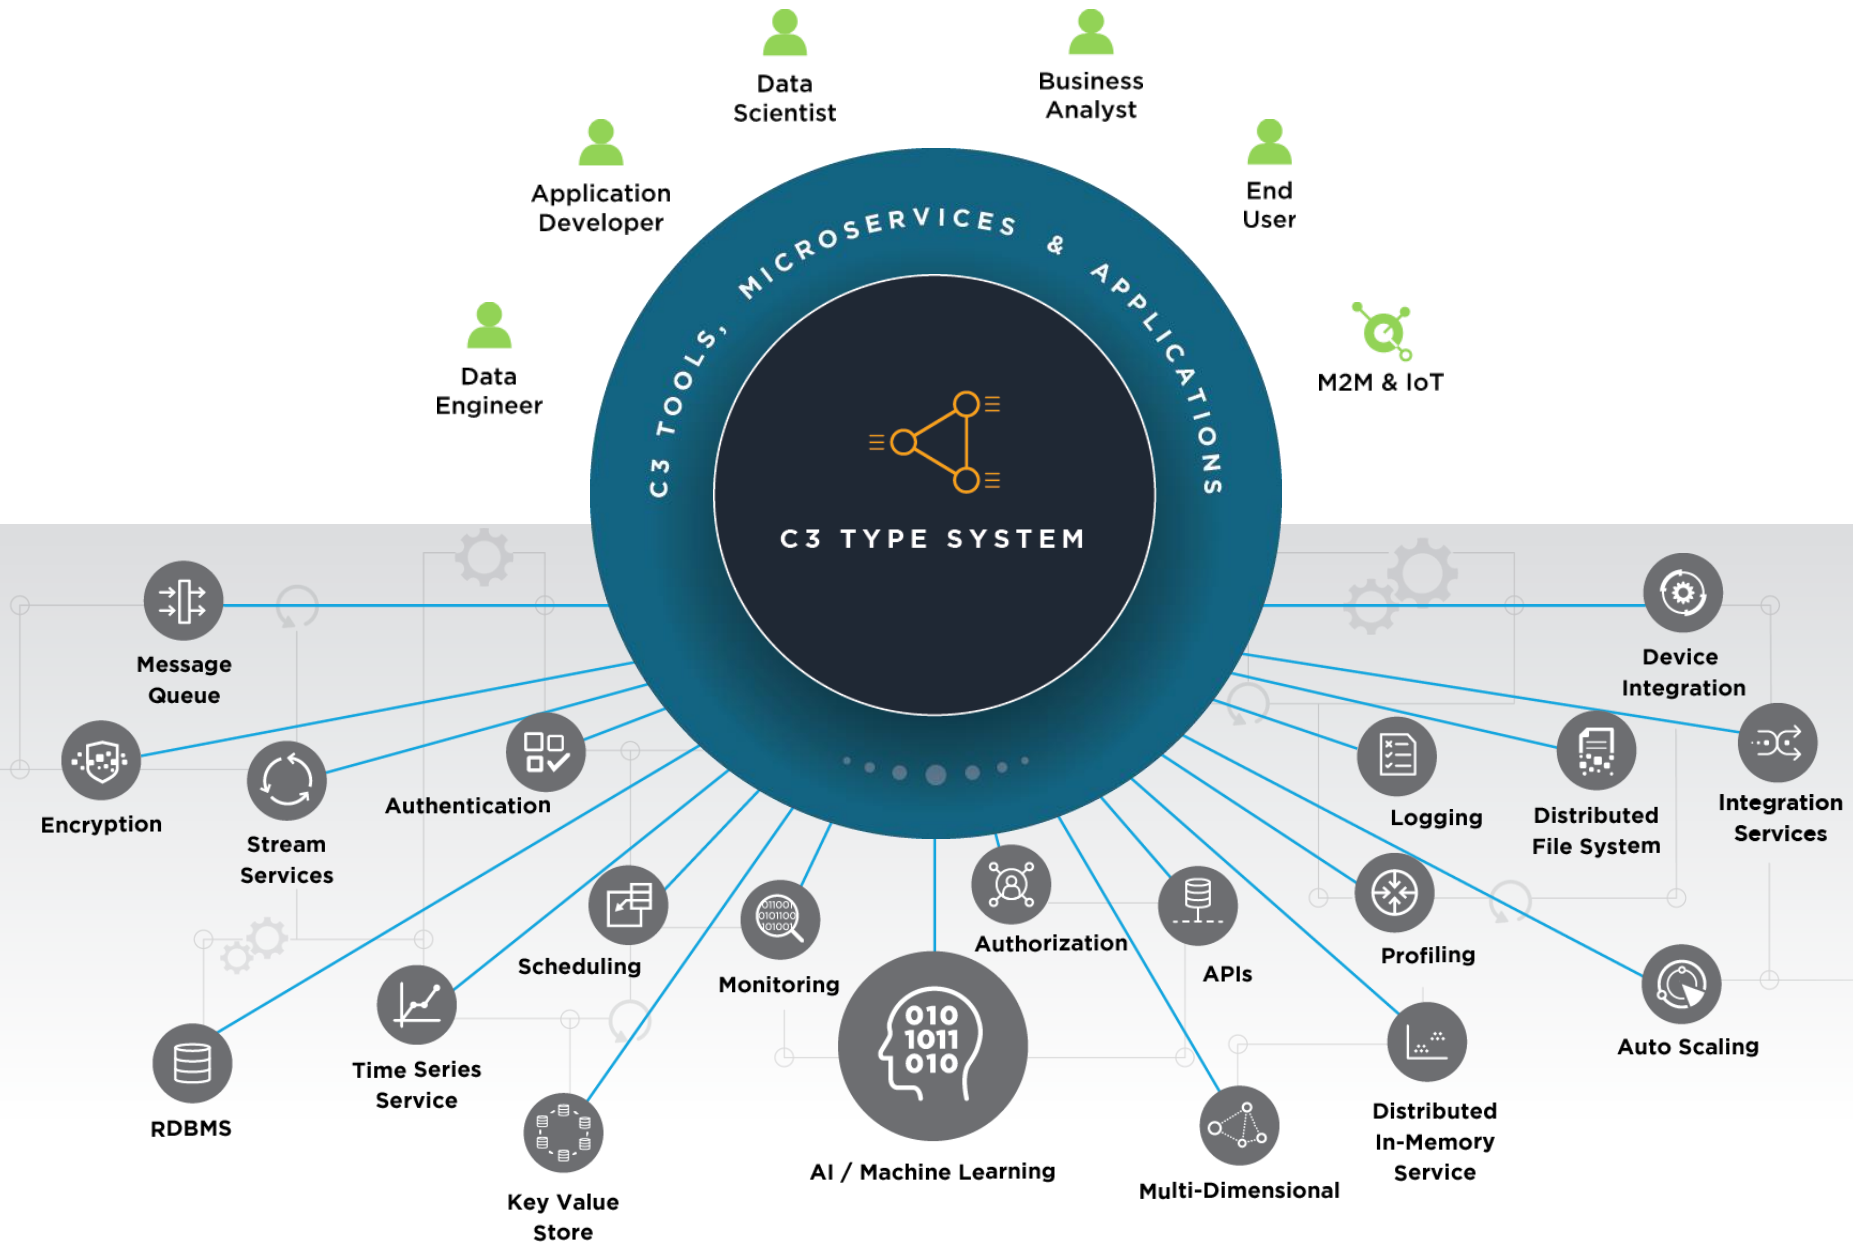 Data
Scientist
Business
Analyst
Application
Developer
End
User
Data
Engineer
M2M & IoT
C3 TOOLS, MICROSERVICES & APPLICATIONS
C3 TYPE SYSTEM
Message
Queue
Device
Integration
Encryption
Stream
Services
Authentication
Logging
Distributed
File System
Integration
Services
Scheduling
Monitoring
011001
0101100
101001
Authorization
APIs
Profiling
Auto Scaling
RDBMS
Time Series
Service
Key Value
Store
010
1011
010
AI / Machine Learning
Multi-Dimensional
Distributed
In-Memory
Service